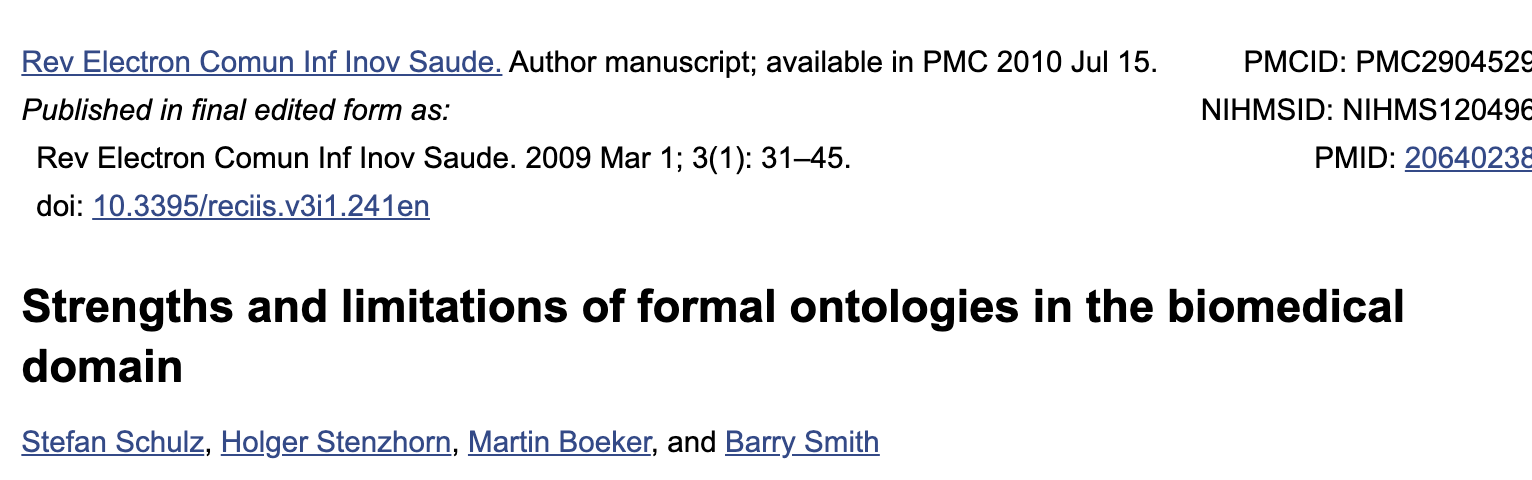 Rev Electron Comun Inf Inov Saude. Author manuscript; available in PMC 2010 Jul 15. PMCID: PMC2904529
Published in final edited form as: NIHMSID: NIHMS120496
Rev Electron Comun Inf Inov Saude. 2009 Mar 1; 3(1): 31–45. PMID: 20640238
doi: 10.3395/reciis.v3i1.241en
Strengths and limitations of formal ontologies in the biomedical
domain
Stefan Schulz, Holger Stenzhorn, Martin Boeker, and Barry Smith